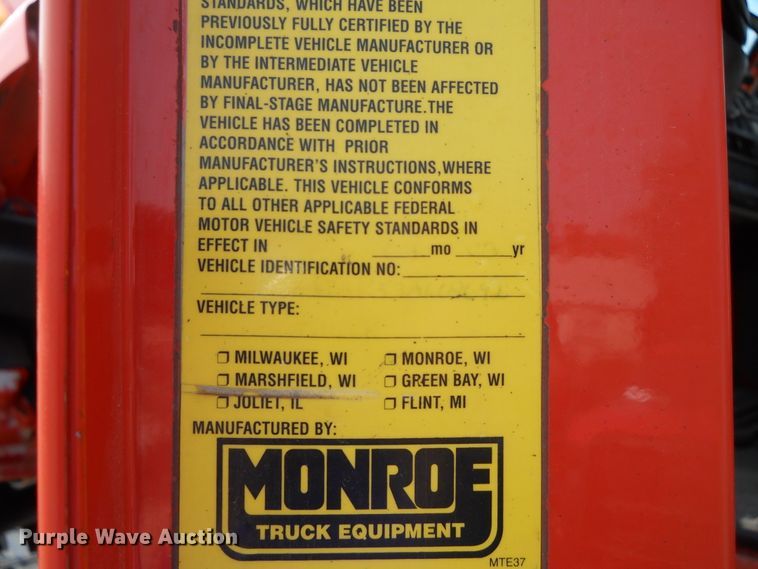 STANDARDS, WHICH HAVE BEEN
PREVIOUSLY FULLY CERTIFIED BY THE
INCOMPLETE VEHICLE MANUFACTURER OR
BY THE INTERMEDIATE VEHICLE
MANUFACTURER, HAS NOT BEEN AFFECTED
BY FINAL-STAGE MANUFACTURE.THE
VEHICLE HAS BEEN COMPLETED IN
ACCORDANCE WITH PRIOR
MANUFACTURER'S INSTRUCTIONS,WHERE
APPLICABLE. THIS VEHICLE CONFORMS
TO ALL OTHER APPLICABLE FEDERAL
MOTOR VEHICLE SAFETY STANDARDS IN
EFFECT IN ______mo ______yr
VEHICLE IDENTIFICATION NO:
VEHICLE TYPE:
❒ MILWAUKEE, WI ❒ MONROE, WI
❒ MARSHFIELD, WI ❒ GREEN BAY, WI
❒ JOLIET, IL ❒ FLINT, MI
MANUFACTURED BY:
MONROE
TRUCK EQUIPMENT
MTE37
Purple Wave Auction